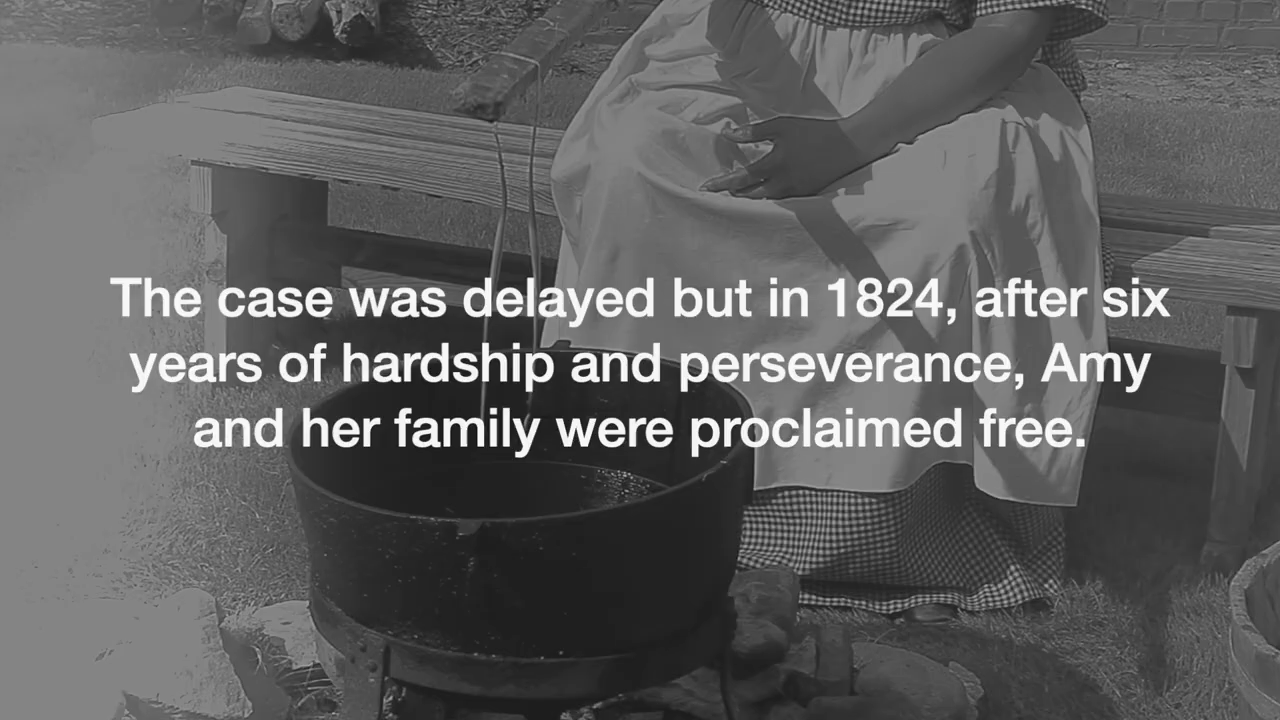 The case was delayed but in 1824, after six
years of hardship and perseverance, Amy
and her family were proclaimed free.